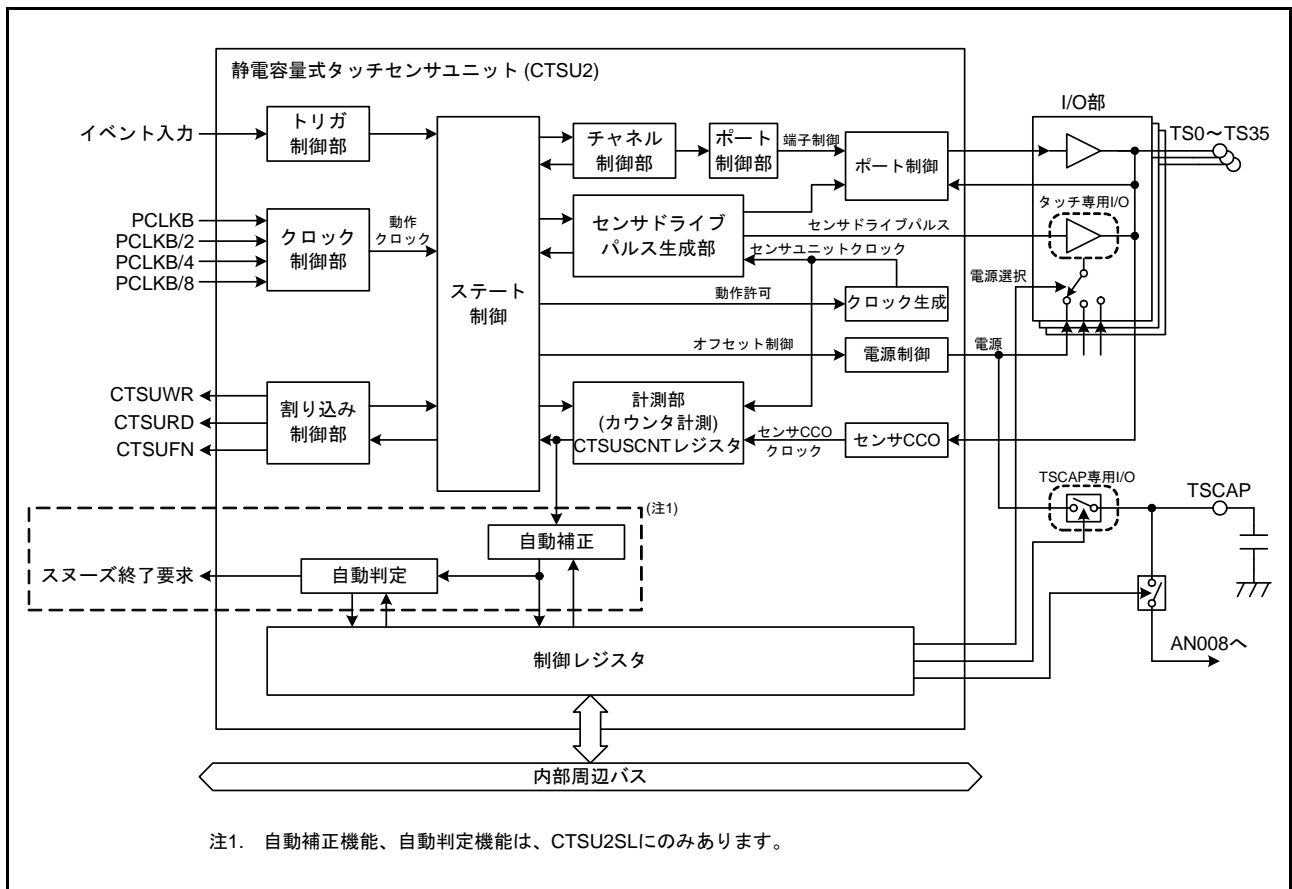 静電容量式タッチセンサユニット (CTSU2)
イベント入力
トリガ
制御部
チャネル
制御部
ポート
制御部
端子制御
ポート制御
I/O部
TS0～TS35
PCLKB
PCLKB/2
PCLKB/4
PCLKB/8
クロック
制御部
動作
クロック
ステート
制御
センサドライブ
パルス生成部
センサドライブパルス
センサユニットクロック
タッチ専用I/O
電源選択
動作許可
クロック生成
オフセット制御
電源制御
電源
CTSUWR
CTSURD
CTSUFN
割り込み
制御部
計測部
(カウンタ計測)
CTSUSCNTレジスタ
センサCCO
クロック
センサCCO
TSCAP専用I/O
TSCAP
(注1)
自動補正
スヌーズ終了要求
自動判定
AN008へ
制御レジスタ
内部周辺バス
注1. 自動補正機能、自動判定機能は、CTSU2SLにのみあります。